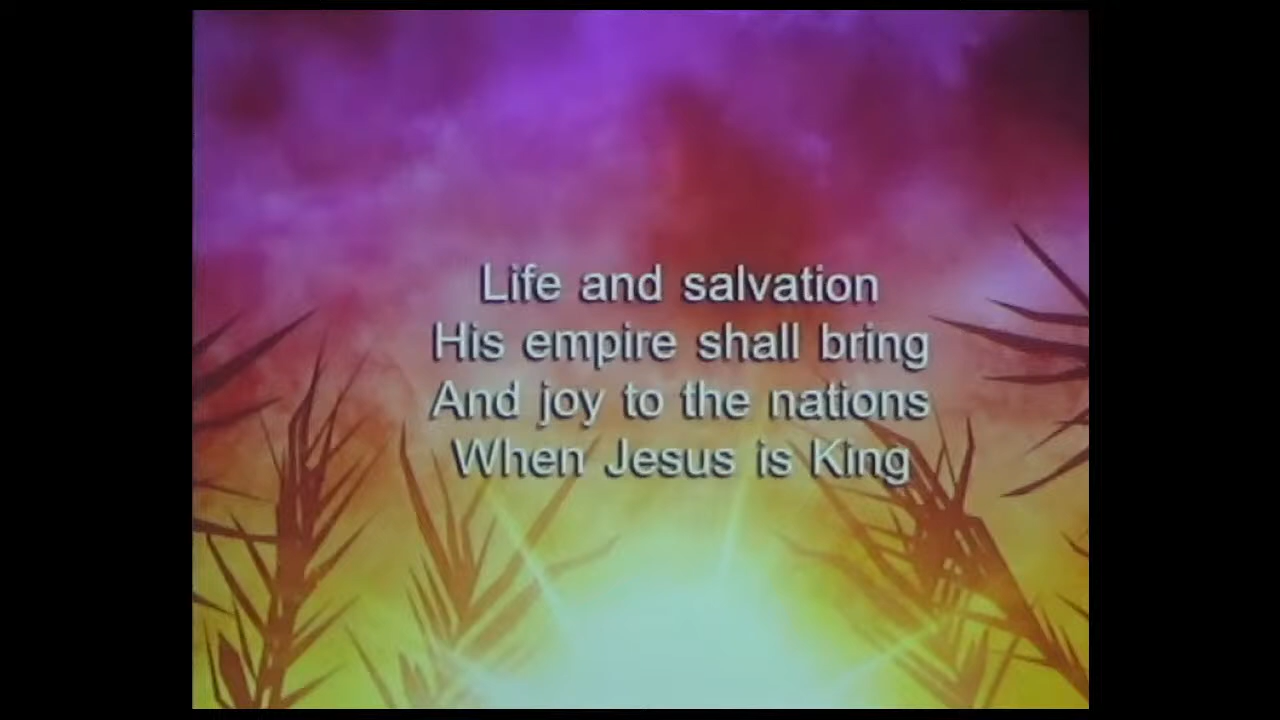 Life and salvation
His empire shall bring
And joy to the nations
When Jesus is King